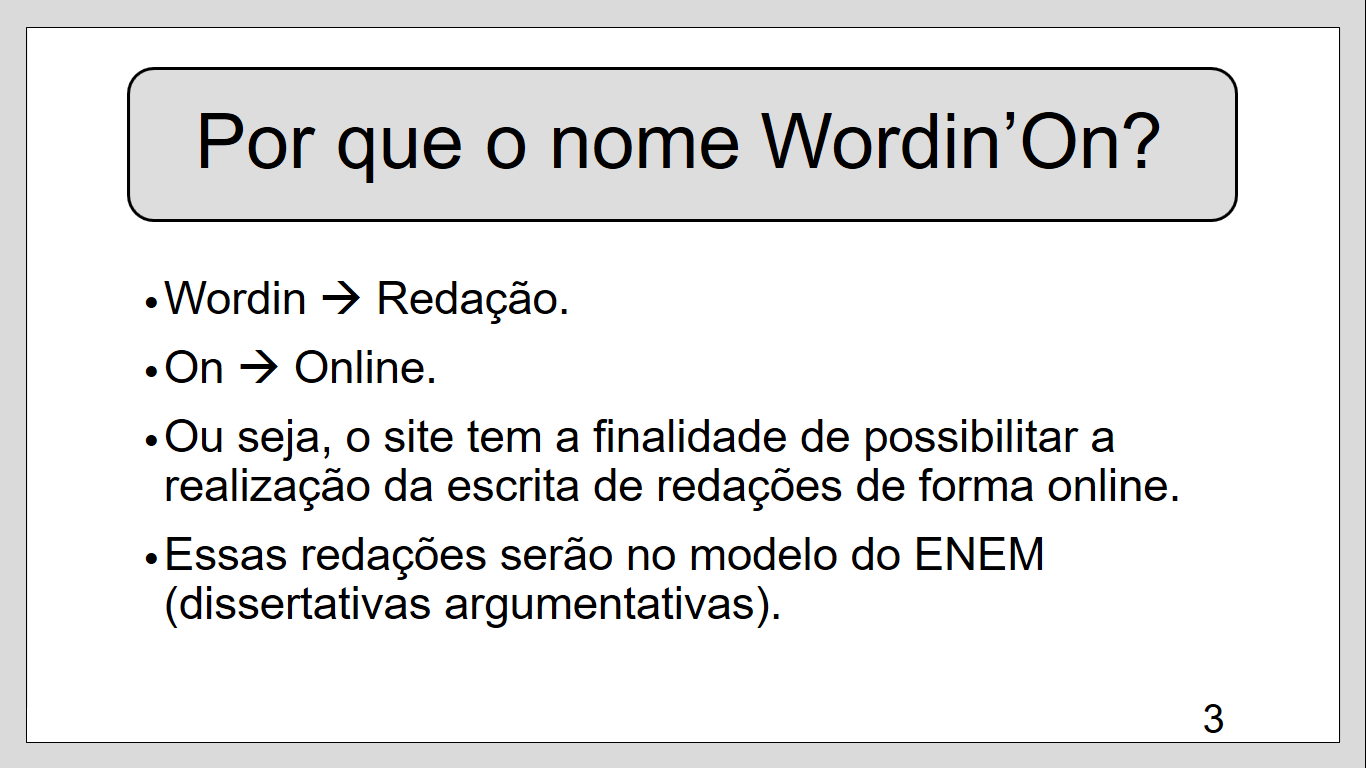 Por que o nome Wordin’On?
•Wordin → Redação.
•On → Online.
•Ou seja, o site tem a finalidade de possibilitar a
realização da escrita de redações de forma online.
•Essas redações serão no modelo do ENEM
(dissertativas argumentativas).
3